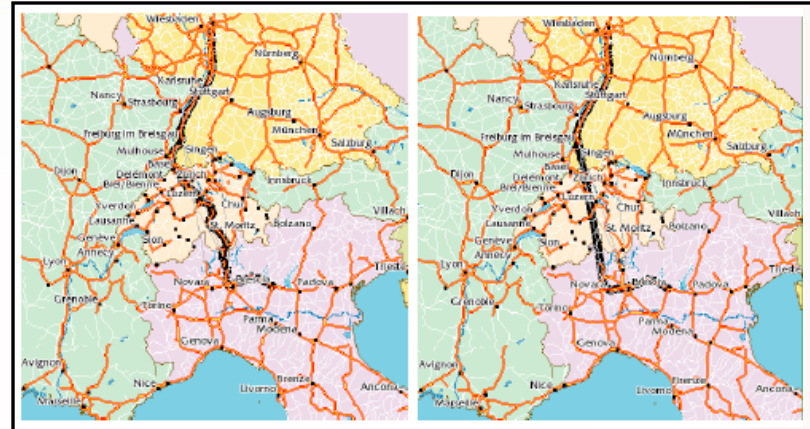 Wiesbaden
Nürnberg
Karlsruhe
Nancy
Stuttgart
Strasbourg
Augsburg
Freiburg im Breisgau
München
Salzburg
Mulhouse
Singen
Dijon
Delémont
Zürich
Innsbruck
Biel/Bienne
Luzern
Yverdon
Chur
Villach
Lausanne
St. Moritz
Bolzano
Genève
Sion
Annecy
Lyon
Novara
Brescia
Padova
Trieste
Grenoble
Torino
Parma
Modena
Genova
Avignon
Nice
Livorno
Firenze
Ancona
Marseille
Wiesbaden
Nürnberg
Karlsruhe
Nancy
Stuttgart
Strasbourg
Augsburg
Freiburg im Breisgau
München
Salzburg
Mulhouse
Singen
Dijon
Delémont
Zürich
Innsbruck
Biel/Bienne
Luzern
Yverdon
Chur
Villach
Lausanne
St. Moritz
Bolzano
Genève
Sion
Annecy
Lyon
Novara
Padova
Grenoble
Torino
Parma
Modena
Genova
Avignon
Nice
Livorno
Firenze
Ancona
Marseille